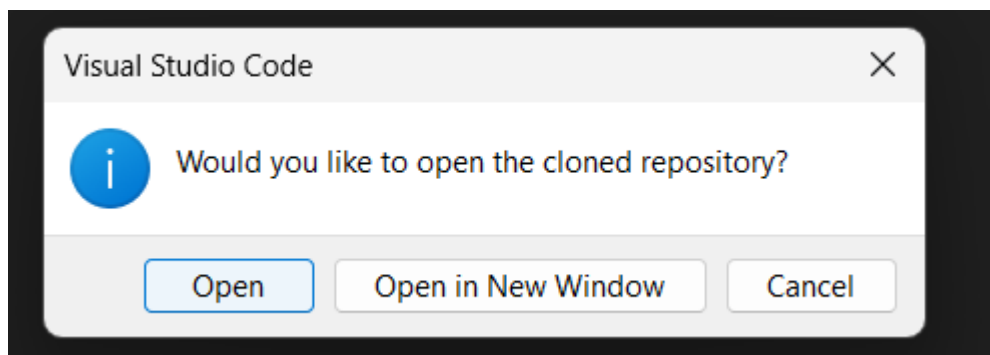 Visual Studio Code
Would you like to open the cloned repository?
Open
Open in New Window
Cancel